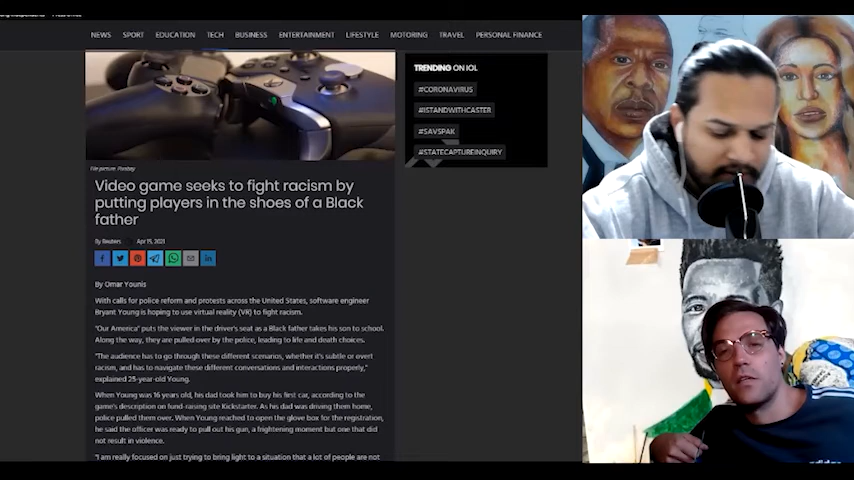 NEWS SPORT EDUCATION TECH BUSINESS ENTERTAINMENT LIFESTYLE MOTORING TRAVEL PERSONAL FINANCE
TRENDING ON IOL
#CORONAVIRUS
#ISTANDWITHCASTER
#SAVSPAK
#STATECAPTUREINQUIRY
File picture: Pixabay
Video game seeks to fight racism by
putting players in the shoes of a Black
father
By Reuters Apr 15, 2021
By Omar Younis
With calls for police reform and protests across the United States, software engineer
Bryant Young is hoping to use virtual reality (VR) to fight racism.
"Our America" puts the viewer in the driver's seat as a Black father takes his son to school.
Along the way, they are pulled over by the police, leading to life and death choices.
"The audience has to go through these different scenarios, whether it's subtle or overt
racism, and has to navigate these different conversations and interactions properly,"
explained 25-year-old Young.
When Young was 16 years old, his dad took him to buy his first car, according to the
game's description on fund-raising site Kickstarter. As his dad was driving them home,
police pulled them over. When Young reached to open the glove box for the registration,
he said the officer was ready to pull out his gun, a frightening moment but one that did
not result in violence.
"I am really focused on just trying to bring light to a situation that a lot of people are not
adidas